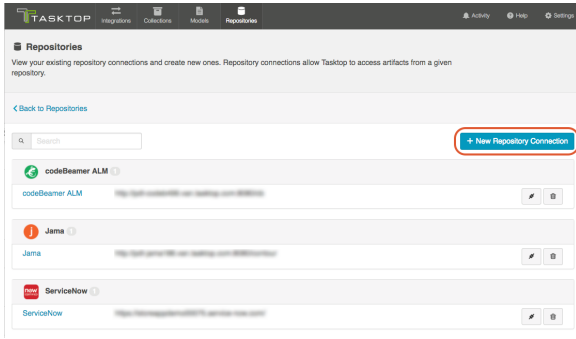 TASKTOP
Integrations
Collections
Models
Repositories
Activity
Help
Settings
Repositories
View your existing repository connections and create new ones. Repository connections allow Tasktop to access artifacts from a given
repository.
Back to Repositories
Search
+ New Repository Connection
codeBeamer ALM
codeBeamer ALM
Jama
Jama
now
ServiceNow
ServiceNow